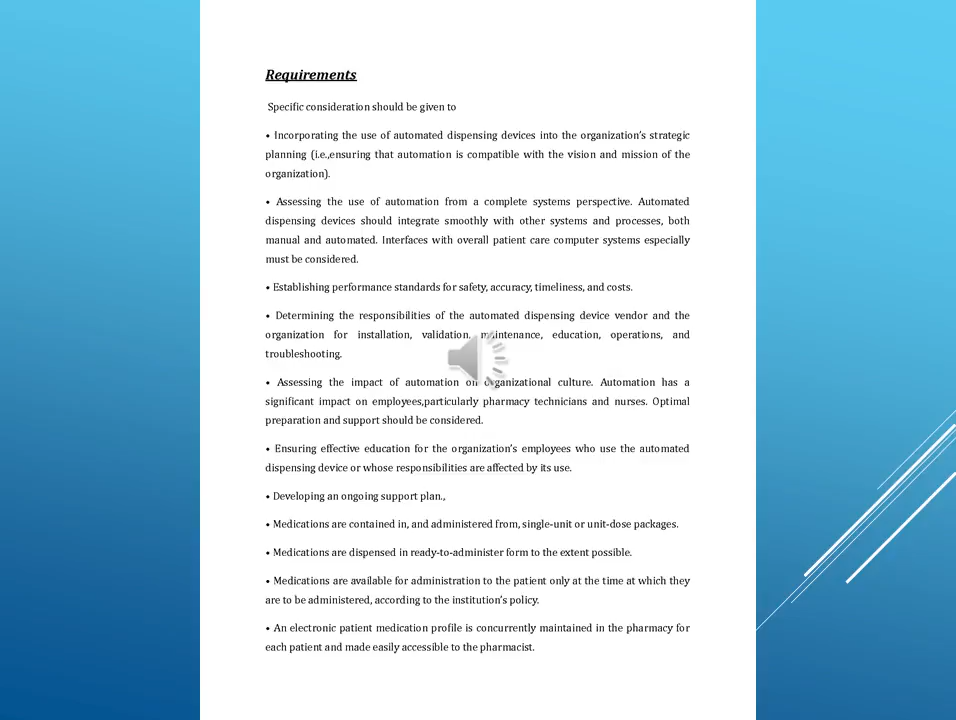 Requirements
Specific consideration should be given to
• Incorporating the use of automated dispensing devices into the organization's strategic
planning (i.e.,ensuring that automation is compatible with the vision and mission of the
organization).
• Assessing the use of automation from a complete systems perspective. Automated
dispensing devices should integrate smoothly with other systems and processes, both
manual and automated. Interfaces with overall patient care computer systems especially
must be considered.
• Establishing performance standards for safety, accuracy, timeliness, and costs.
• Determining the responsibilities of the automated dispensing device vendor and the
organization for installation, validation, maintenance, education, operations, and
troubleshooting.
• Assessing the impact of automation on organizational culture. Automation has a
significant impact on employees,particularly pharmacy technicians and nurses. Optimal
preparation and support should be considered.
• Ensuring effective education for the organization's employees who use the automated
dispensing device or whose responsibilities are affected by its use.
• Developing an ongoing support plan.,
• Medications are contained in, and administered from, single-unit or unit-dose packages.
• Medications are dispensed in ready-to-administer form to the extent possible.
• Medications are available for administration to the patient only at the time at which they
are to be administered, according to the institution's policy.
• An electronic patient medication profile is concurrently maintained in the pharmacy for
each patient and made easily accessible to the pharmacist.